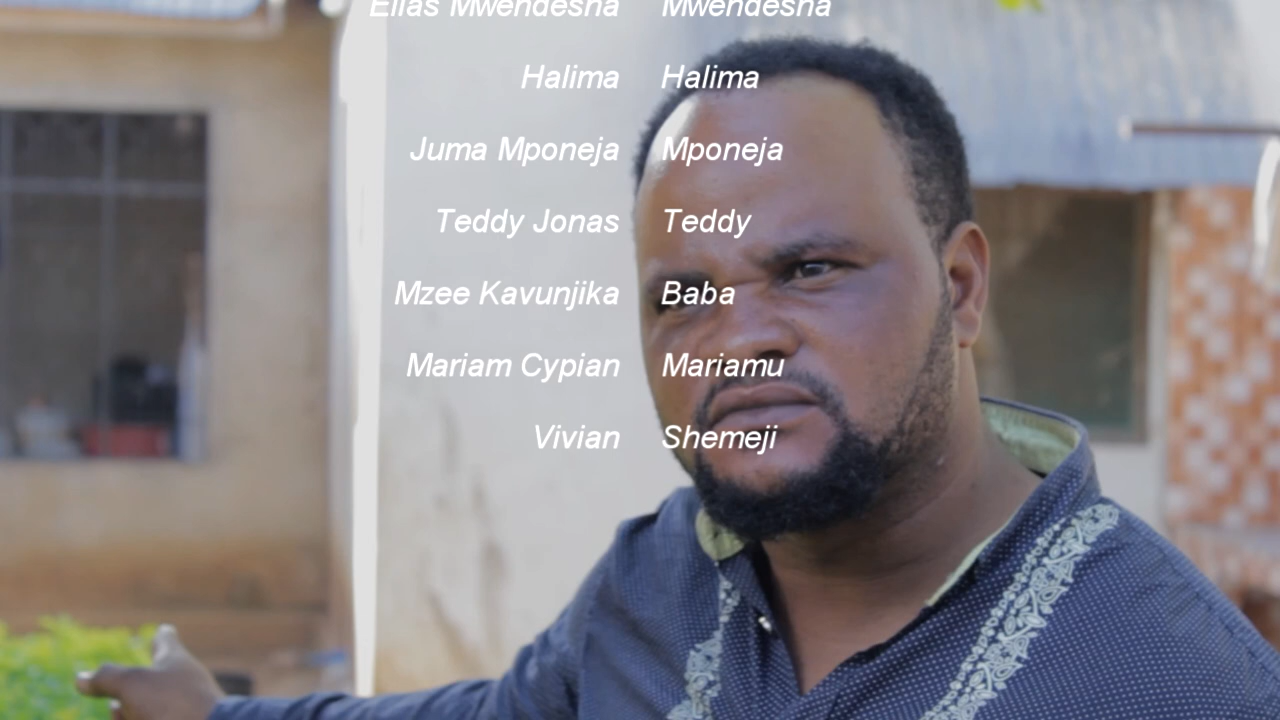 Elias Mwendesha Mwendesha
Halima Halima
Juma Mponeja Mponeja
Teddy Jonas Teddy
Mzee Kavunjika Baba
Mariam Cypian Mariamu
Vivian Shemeji